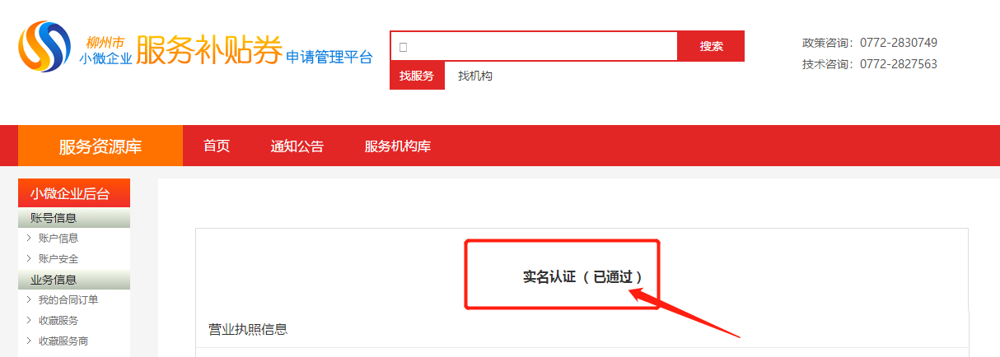 柳州市
小微企业 服务补贴券 申请管理平台
搜索
找服务 找机构
政策咨询：0772-2830749
技术咨询：0772-2827563
服务资源库 首页 通知公告 服务机构库
小微企业后台
账号信息
账户信息
账户安全
业务信息
我的合同订单
收藏服务
收藏服务商
实名认证 （ 已通过 ）
营业执照信息